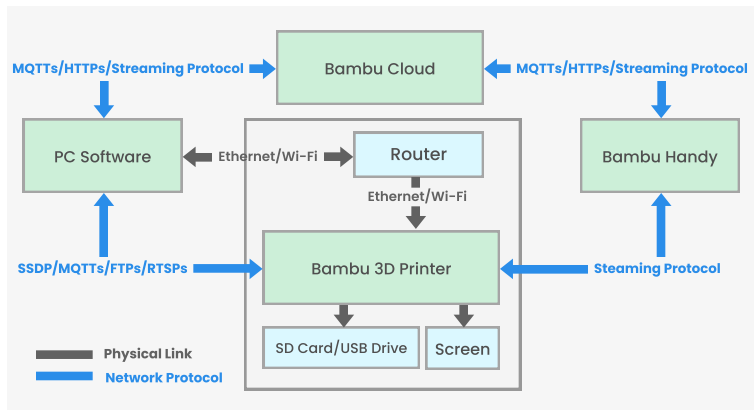 Bambu Cloud
MQTTs/HTTPs/Streaming Protocol
MQTTs/HTTPs/Streaming Protocol
PC Software
Ethernet/Wi-Fi
Router
Bambu Handy
Ethernet/Wi-Fi
SSDP/MQTTs/FTPs/RTSPs
Bambu 3D Printer
Steaming Protocol
SD Card/USB Drive
Screen
Physical Link
Network Protocol